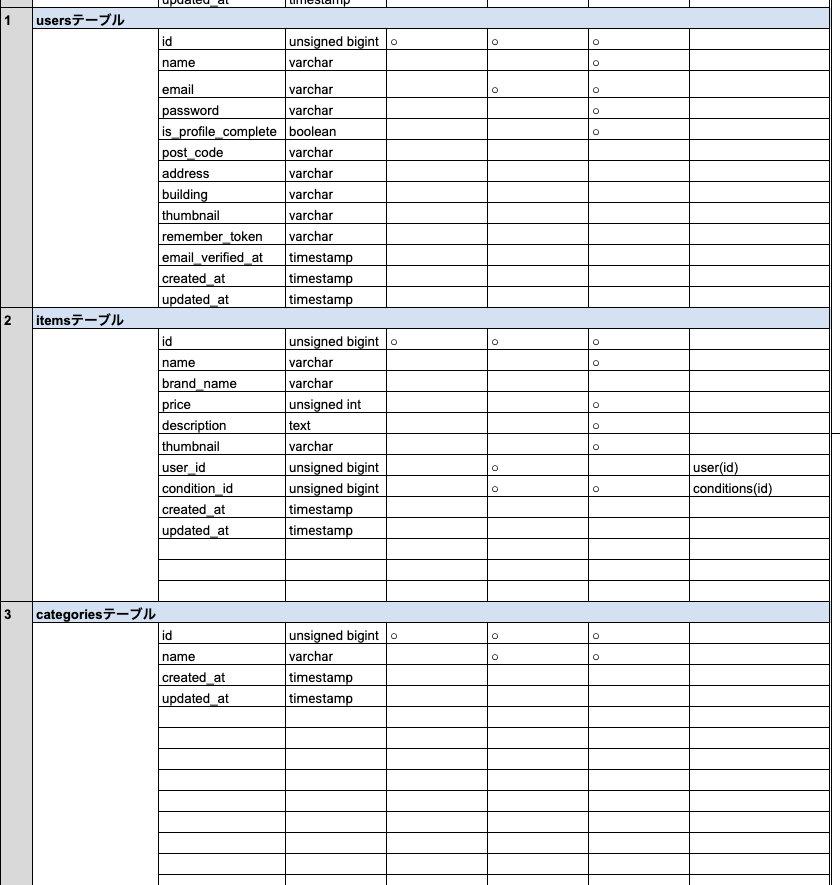 updated_at timestamp
1 usersテーブル
id unsigned bigint ○ ○ ○
name varchar ○
email varchar ○ ○
password varchar ○
is_profile_complete boolean ○
post_code varchar
address varchar
building varchar
thumbnail varchar
remember_token varchar
email_verified_at timestamp
created_at timestamp
updated_at timestamp
2 itemsテーブル
id unsigned bigint ○ ○ ○
name varchar ○
brand_name varchar
price unsigned int ○
description text ○
thumbnail varchar ○
user_id unsigned bigint ○ user(id)
condition_id unsigned bigint ○ ○ conditions(id)
created_at timestamp
updated_at timestamp
3 categoriesテーブル
id unsigned bigint ○ ○ ○
name varchar ○ ○
created_at timestamp
updated_at timestamp